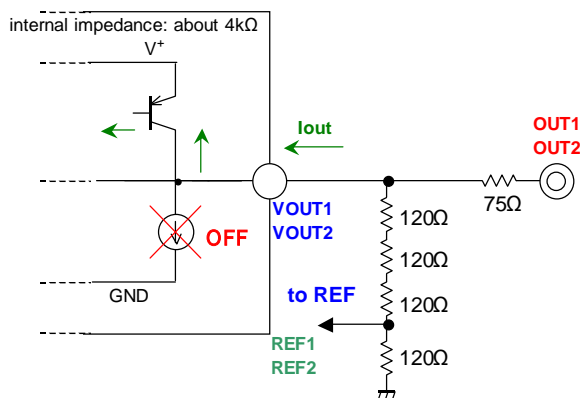 internal impedance: about 4kΩ
V+
Iout
OUT1
OUT2
VOUT1
VOUT2
75Ω
120Ω
OFF
120Ω
GND
to REF
120Ω
REF1
REF2
120Ω